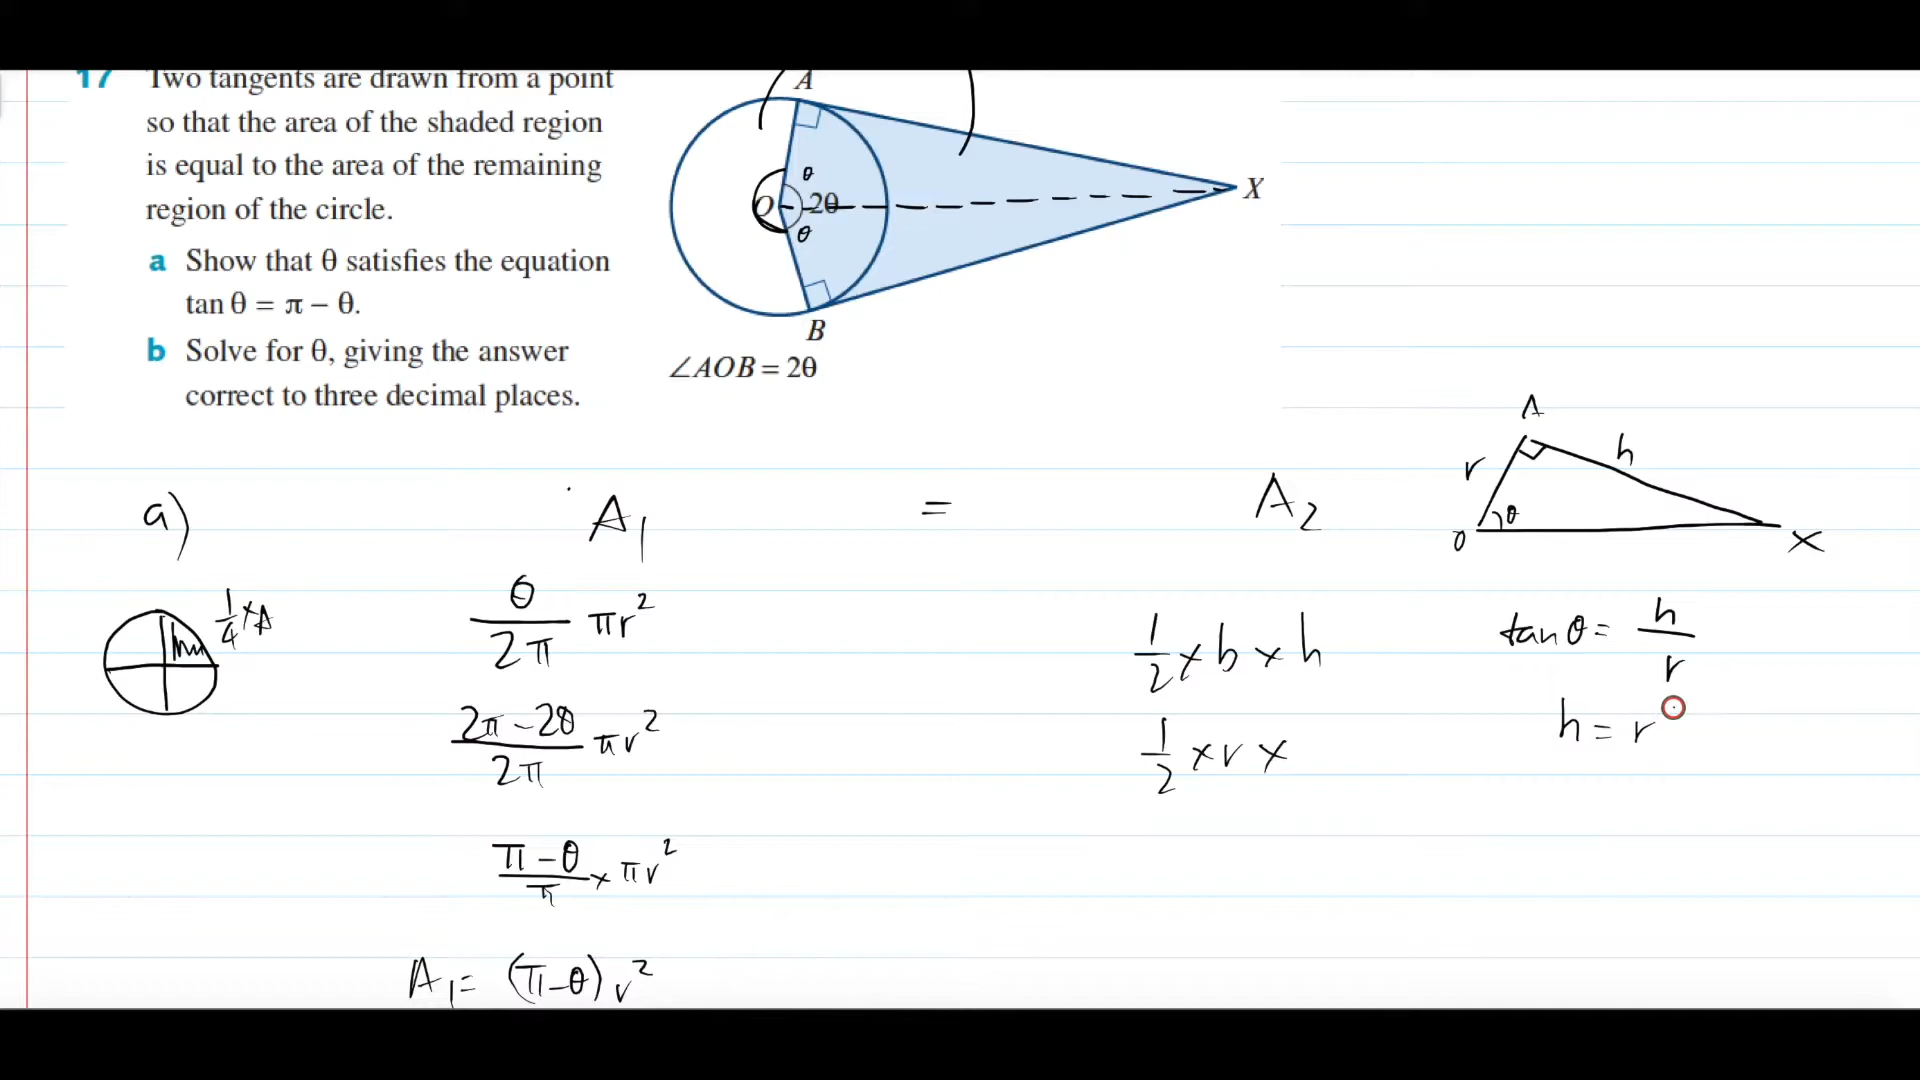 17 Two tangents are drawn from a point
so that the area of the shaded region
is equal to the area of the remaining
region of the circle.
a Show that θ satisfies the equation
tan θ = π − θ.
b Solve for θ, giving the answer
correct to three decimal places.
A
θ
O 2θ
θ
X
B
∠AOB = 2θ
a)
A₁ = A₂
1/4 × A
θ/2π πr²
(2π − 2θ)/2π πr²
(π − θ)/π × πr²
A₁ = (π − θ) r²
1/2 × b × h
1/2 × r ×
A
r h
θ
O X
tan θ = h/r
h = r